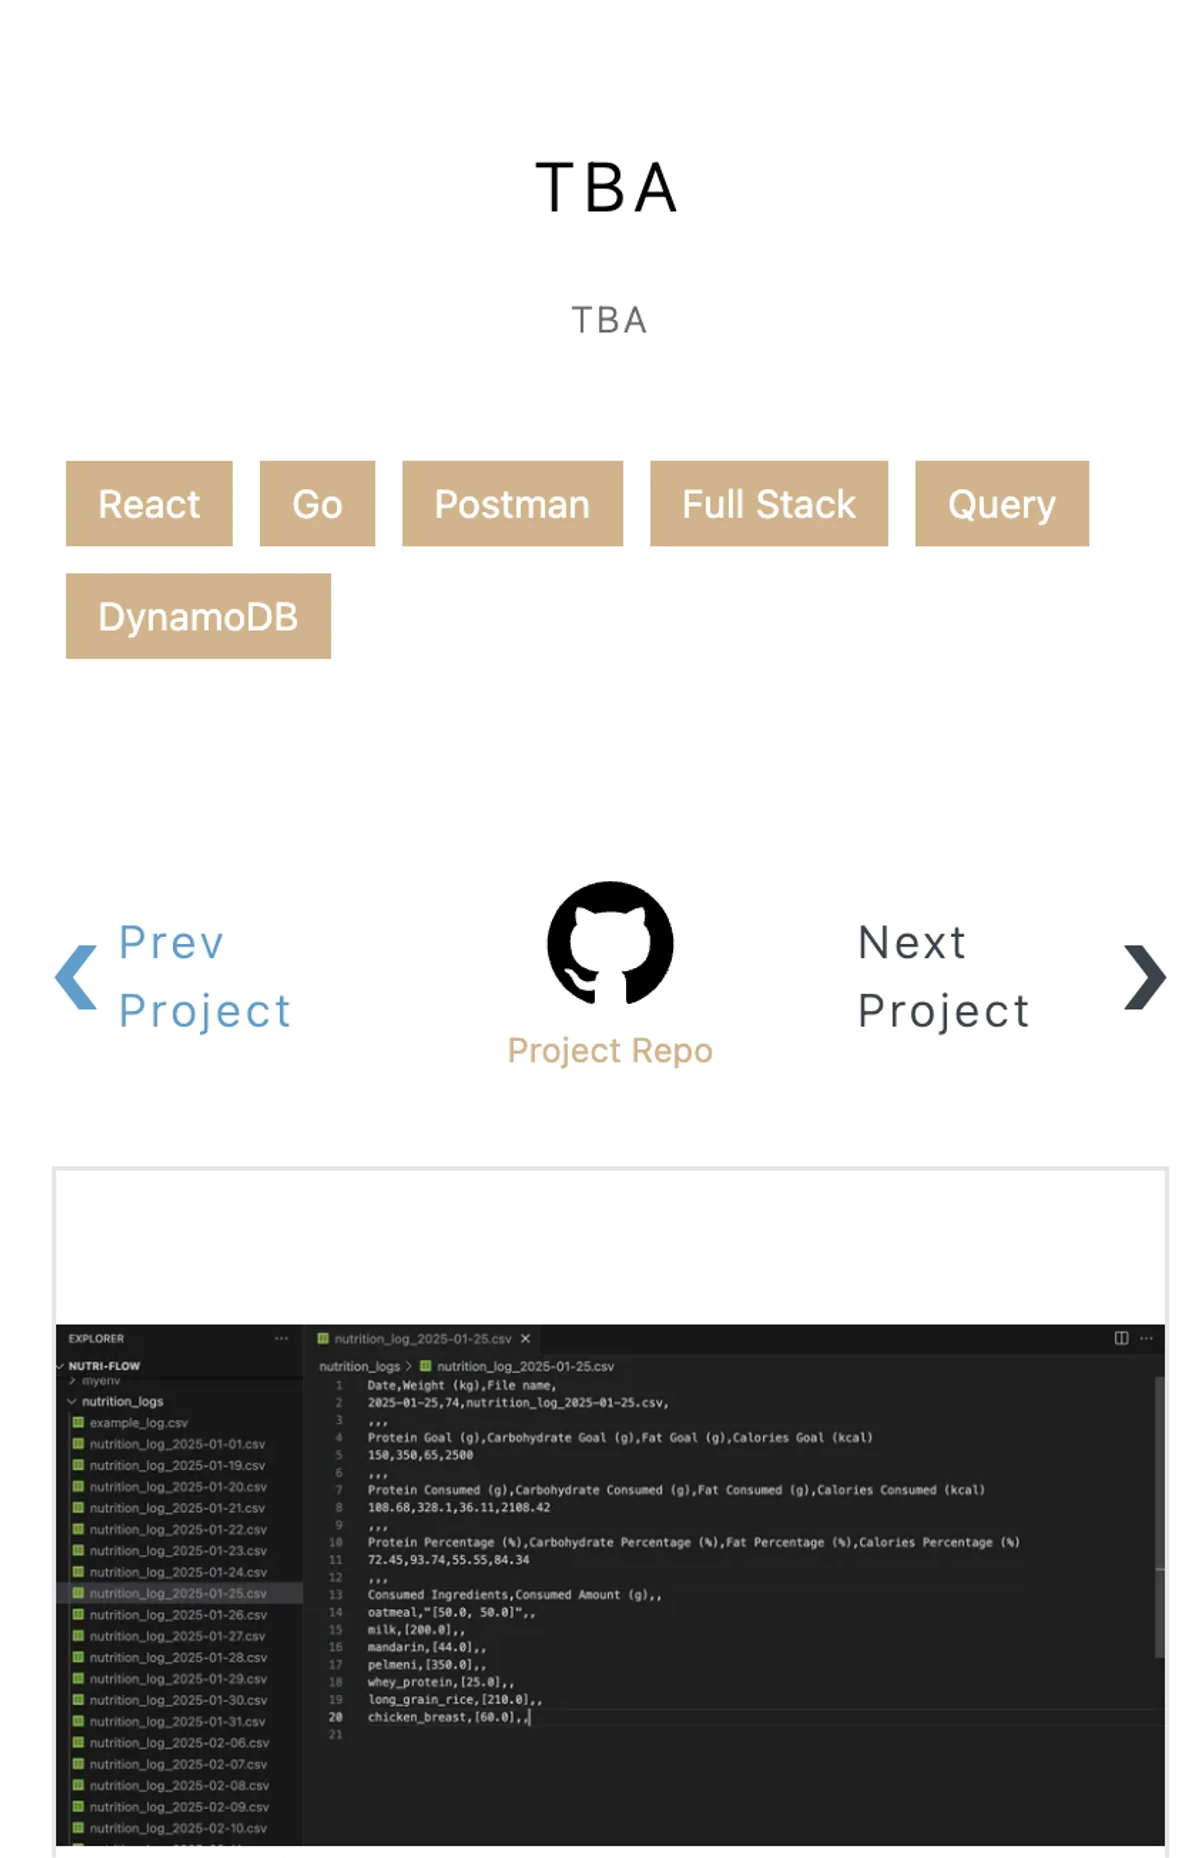 TBA
TBA
React Go Postman Full Stack Query
DynamoDB
Prev
Project
Project Repo
Next
Project
EXPLORER ···
NUTRI-FLOW
myenv
nutrition_logs
example_log.csv
nutrition_log_2025-01-01.csv
nutrition_log_2025-01-19.csv
nutrition_log_2025-01-20.csv
nutrition_log_2025-01-21.csv
nutrition_log_2025-01-22.csv
nutrition_log_2025-01-23.csv
nutrition_log_2025-01-24.csv
nutrition_log_2025-01-25.csv
nutrition_log_2025-01-26.csv
nutrition_log_2025-01-27.csv
nutrition_log_2025-01-28.csv
nutrition_log_2025-01-29.csv
nutrition_log_2025-01-30.csv
nutrition_log_2025-01-31.csv
nutrition_log_2025-02-06.csv
nutrition_log_2025-02-07.csv
nutrition_log_2025-02-08.csv
nutrition_log_2025-02-09.csv
nutrition_log_2025-02-10.csv
nutrition_log_2025-01-25.csv × ···
nutrition_logs > nutrition_log_2025-01-25.csv
1 Date,Weight (kg),File name,
2 2025-01-25,74,nutrition_log_2025-01-25.csv,
3 ,,,
4 Protein Goal (g),Carbohydrate Goal (g),Fat Goal (g),Calories Goal (kcal)
5 150,350,65,2500
6 ,,,
7 Protein Consumed (g),Carbohydrate Consumed (g),Fat Consumed (g),Calories Consumed (kcal)
8 108.68,328.1,36.11,2108.42
9 ,,,
10 Protein Percentage (%),Carbohydrate Percentage (%),Fat Percentage (%),Calories Percentage (%)
11 72.45,93.74,55.55,84.34
12 ,,,
13 Consumed Ingredients,Consumed Amount (g),,
14 oatmeal,"[50.0, 50.0]",,
15 milk,[200.0],,
16 mandarin,[44.0],,
17 pelmeni,[350.0],,
18 whey_protein,[25.0],,
19 long_grain_rice,[210.0],,
20 chicken_breast,[60.0],,
21